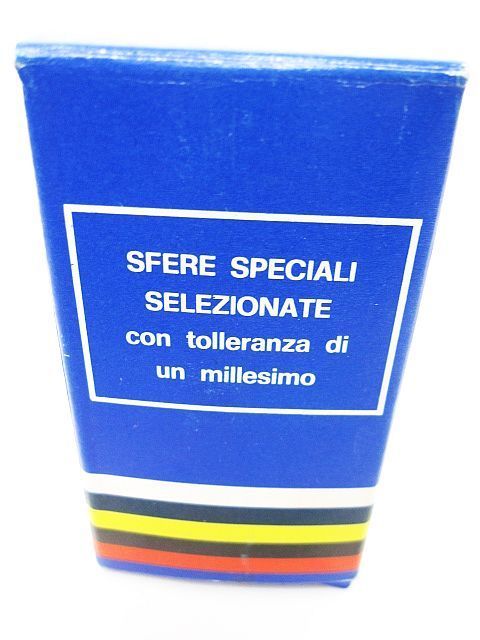 SFERE SPECIALI
SELEZIONATE
con tolleranza di
un millesimo